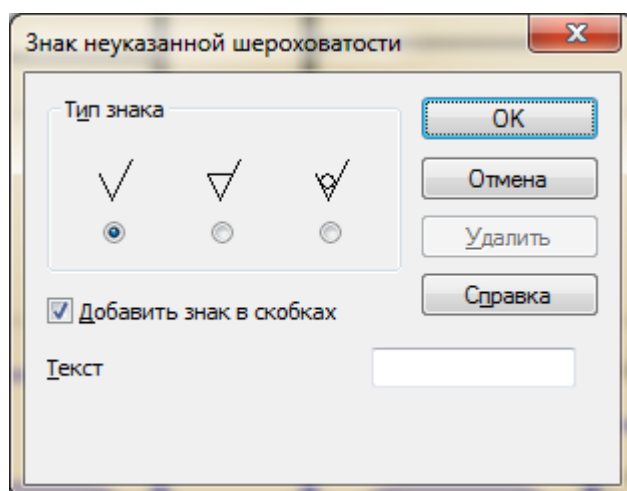 Знак неуказанной шероховатости
Тип знака
OK
Отмена
Удалить
Справка
Добавить знак в скобках
Текст